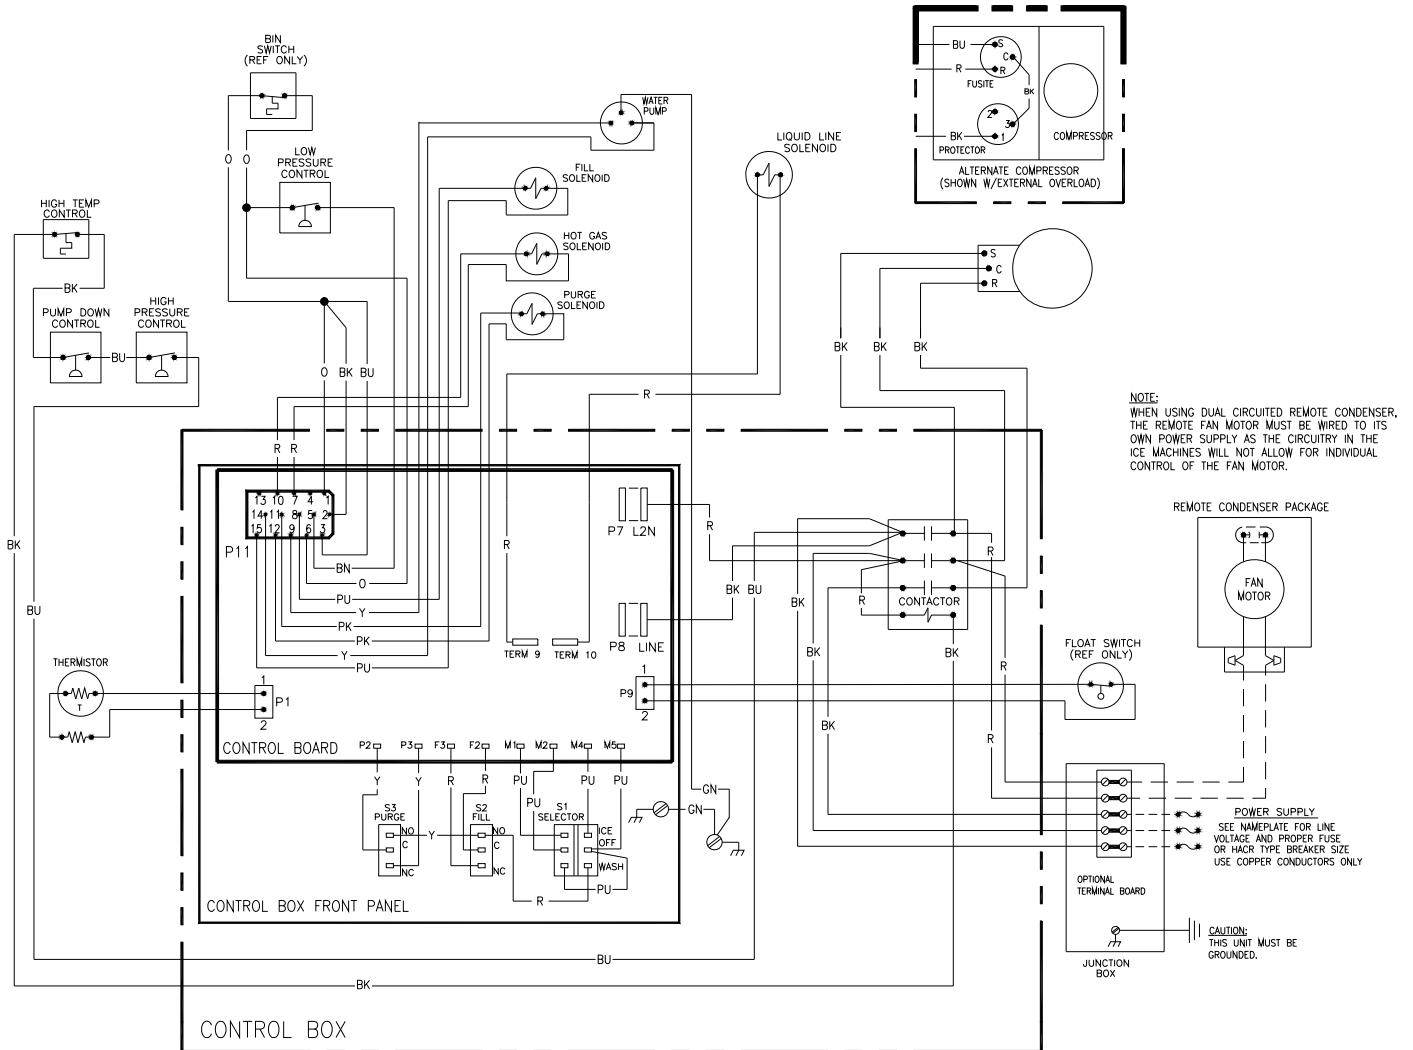 BIN
SWITCH
(REF ONLY)
O O
LOW
PRESSURE
CONTROL
HIGH TEMP
CONTROL
BK
PUMP DOWN
CONTROL
HIGH
PRESSURE
CONTROL
BU
O BK BU
WATER
PUMP
FILL
SOLENOID
HOT GAS
SOLENOID
PURGE
SOLENOID
LIQUID LINE
SOLENOID
R
BU
S
C
R
R
FUSITE
BK
2
3
BK
1
PROTECTOR
COMPRESSOR
ALTERNATE COMPRESSOR
(SHOWN W/EXTERNAL OVERLOAD)
S
C
R
BK BK BK
NOTE:
WHEN USING DUAL CIRCUITED REMOTE CONDENSER,
THE REMOTE FAN MOTOR MUST BE WIRED TO ITS
OWN POWER SUPPLY AS THE CIRCUITRY IN THE
ICE MACHINES WILL NOT ALLOW FOR INDIVIDUAL
CONTROL OF THE FAN MOTOR.
REMOTE CONDENSER PACKAGE
FAN
MOTOR
R R
13 10 7 4 1
14 11 8 5 2
15 12 9 6 3
P11
BN
O
PU
Y
PK
PK
Y
PU
BK
BU
R
P7 L2N
R
P8 LINE
BK BU
BK
TERM 9 TERM 10
R
CONTACTOR
R
BK
BK
R
BK
R
FLOAT SWITCH
(REF ONLY)
THERMISTOR
T
1
P1
2
1
P9
2
CONTROL BOARD
P2 P3 F3 F2 M1 M2 M4 M5
Y Y R R PU PU PU PU
S3
PURGE
NO
C
NC
Y
S2
FILL
NO
C
NC
S1
SELECTOR
ICE
OFF
WASH
PU
R
GN
GN
CONTROL BOX FRONT PANEL
BU
BK
CONTROL BOX
POWER SUPPLY
SEE NAMEPLATE FOR LINE
VOLTAGE AND PROPER FUSE
OR HACR TYPE BREAKER SIZE
USE COPPER CONDUCTORS ONLY
OPTIONAL
TERMINAL BOARD
JUNCTION
BOX
CAUTION:
THIS UNIT MUST BE
GROUNDED.